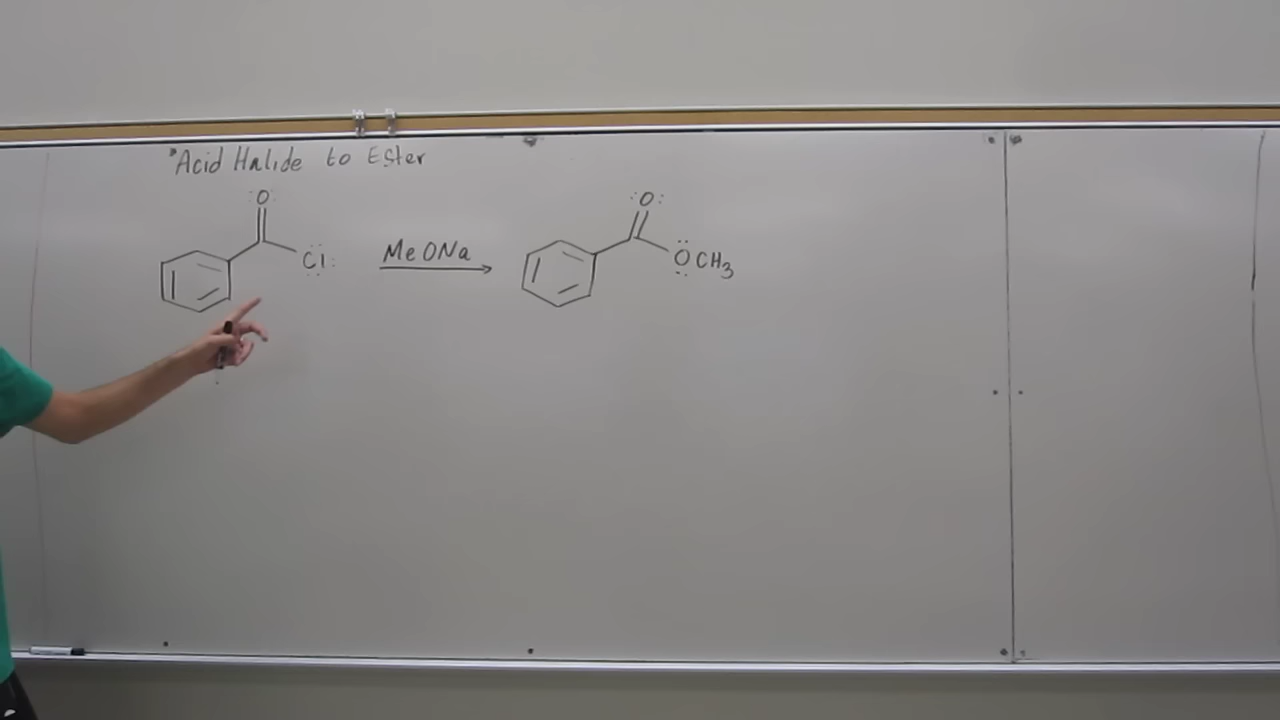 Acid Halide to Ester
:O:
Cl:
MeONa
:O:
OCH3